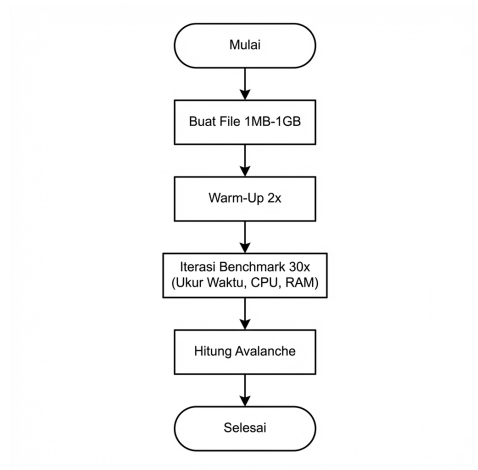 Mulai
Buat File 1MB-1GB
Warm-Up 2x
Iterasi Benchmark 30x
(Ukur Waktu, CPU, RAM)
Hitung Avalanche
Selesai